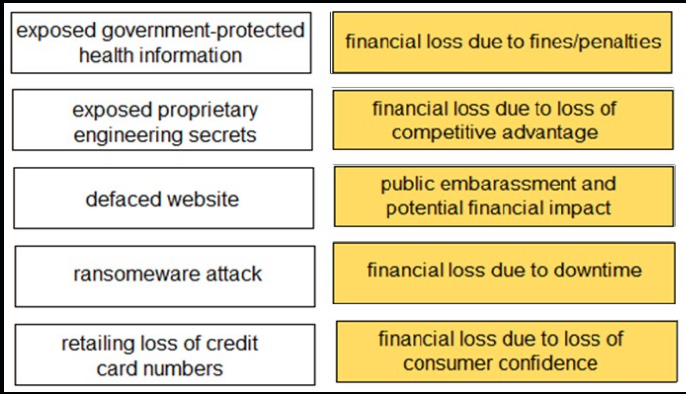 exposed government-protected
health information
financial loss due to fines/penalties
exposed proprietary
engineering secrets
financial loss due to loss of
competitive advantage
defaced website
public embarassment and
potential financial impact
ransomeware attack
financial loss due to downtime
retailing loss of credit
card numbers
financial loss due to loss of
consumer confidence